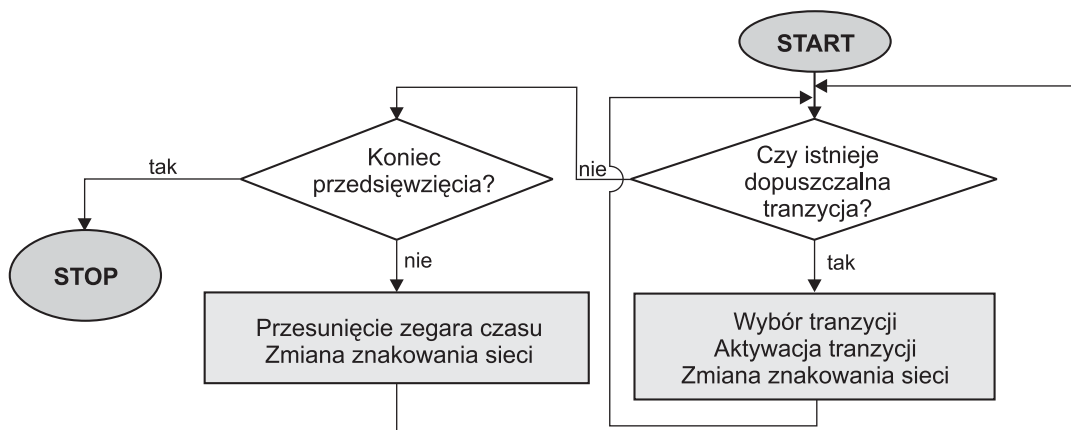 START
Czy istnieje
dopuszczalna
tranzycja?
nie
tak
Koniec
przedsięwzięcia?
tak
nie
STOP
Przesunięcie zegara czasu
Zmiana znakowania sieci
Wybór tranzycji
Aktywacja tranzycji
Zmiana znakowania sieci